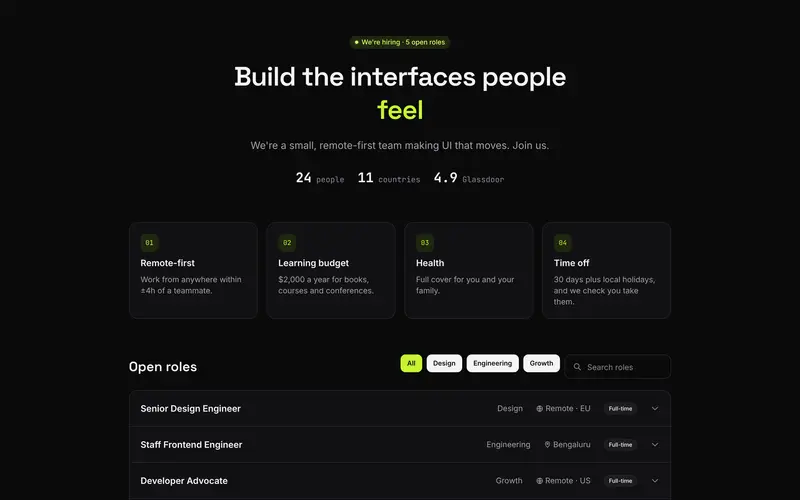 We're hiring · 5 open roles
Build the interfaces people
feel
We're a small, remote-first team making UI that moves. Join us.
24 people 11 countries 4.9 Glassdoor
01
Remote-first
Work from anywhere within
±4h of a teammate.
02
Learning budget
$2,000 a year for books,
courses and conferences.
03
Health
Full cover for you and your
family.
04
Time off
30 days plus local holidays,
and we check you take
them.
Open roles
All Design Engineering Growth Search roles
Senior Design Engineer Design Remote · EU Full-time
Staff Frontend Engineer Engineering Bengaluru Full-time
Developer Advocate Growth Remote · US Full-time